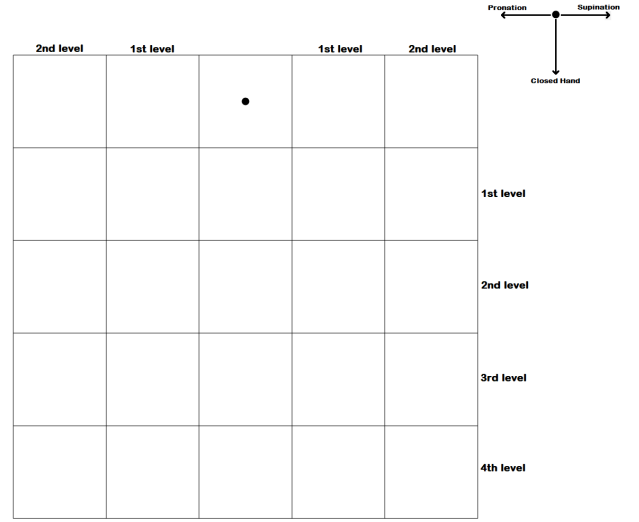 Pronation Supination
Closed Hand
2nd level 1st level 1st level 2nd level
1st level
2nd level
3rd level
4th level